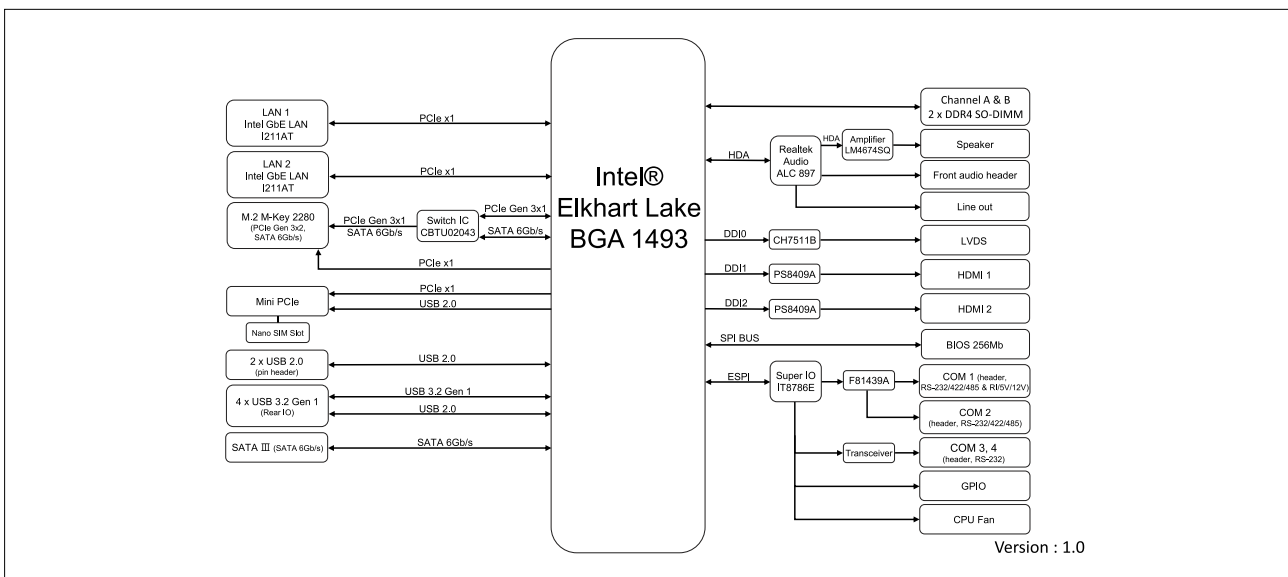 LAN 1
Intel GbE LAN
I211AT
PCIe x1
LAN 2
Intel GbE LAN
I211AT
PCIe x1
M.2 M-Key 2280
(PCIe Gen 3x2,
SATA 6Gb/s)
PCIe Gen 3x1
SATA 6Gb/s
Switch IC
CBTU02043
PCIe Gen 3x1
SATA 6Gb/s
PCIe x1
Mini PCIe
PCIe x1
USB 2.0
Nano SIM Slot
2 x USB 2.0
(pin header)
USB 2.0
4 x USB 3.2 Gen 1
(Rear IO)
USB 3.2 Gen 1
USB 2.0
SATA III (SATA 6Gb/s)
SATA 6Gb/s
Intel®
Elkhart Lake
BGA 1493
Channel A & B
2 x DDR4 SO-DIMM
HDA
Realtek
Audio
ALC 897
HDA
Amplifier
LM4674SQ
Speaker
Front audio header
Line out
DDI0
CH7511B
LVDS
DDI1
PS8409A
HDMI 1
DDI2
PS8409A
HDMI 2
SPI BUS
BIOS 256Mb
ESPI
Super IO
IT8786E
F81439A
COM 1 (header,
RS-232/422/485 & RI/5V/12V)
COM 2
(header, RS-232/422/485)
Transceiver
COM 3, 4
(header, RS-232)
GPIO
CPU Fan
Version : 1.0